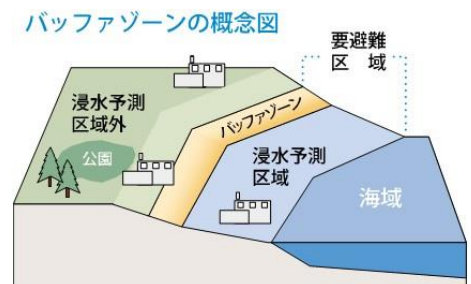 バッファゾーンの概念図
要避難
区　域
浸水予測
区域外
バッファゾーン
公園
浸水予測
区域
海域